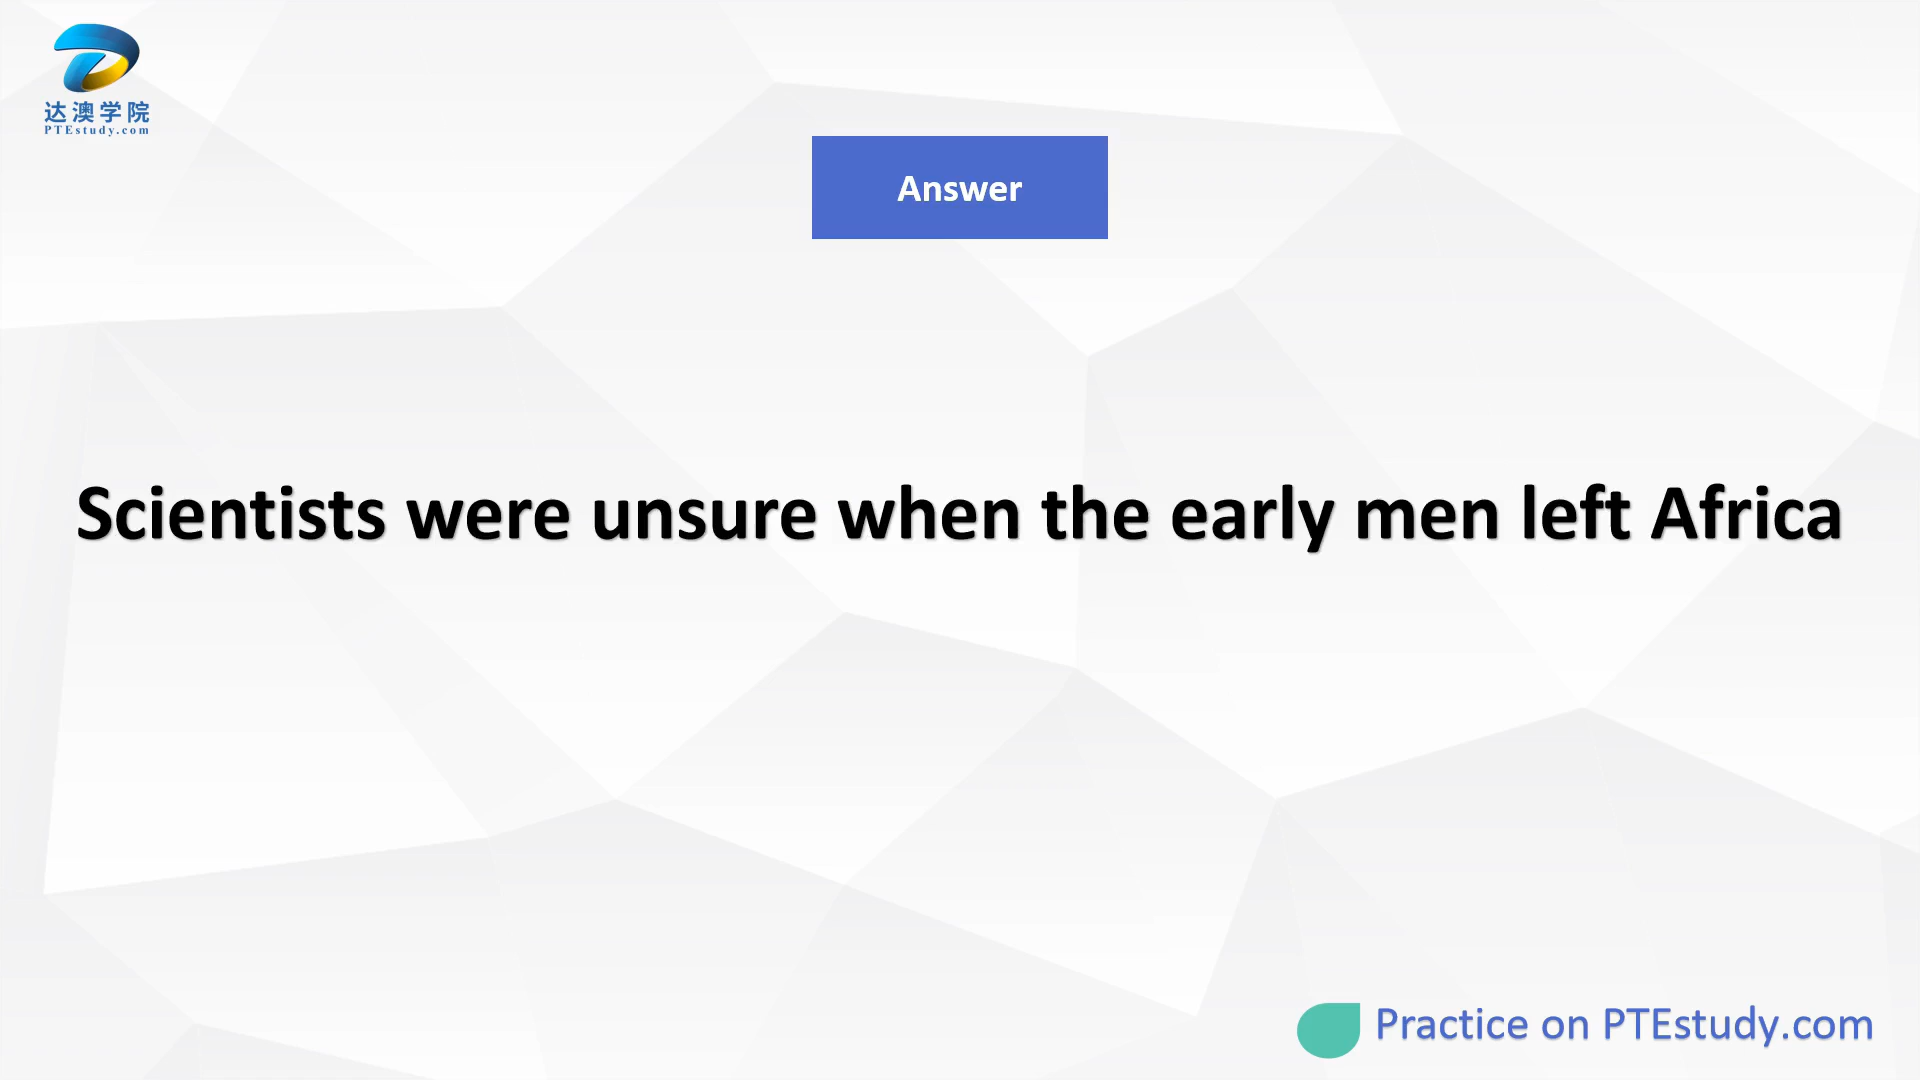 达澳学院
PTEstudy.com
Answer
Scientists were unsure when the early men left Africa
Practice on PTEstudy.com